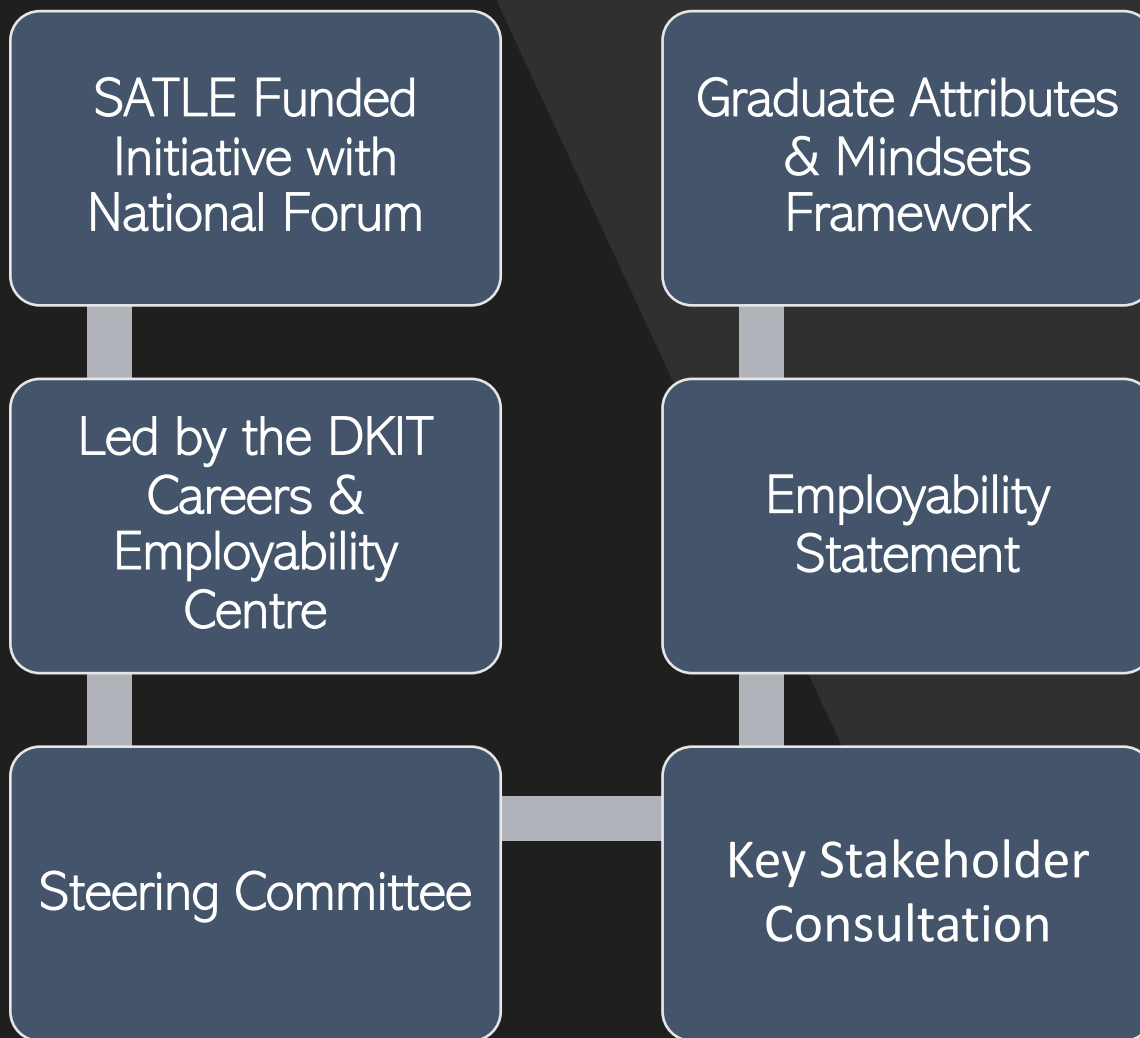 SATLE Funded
Initiative with
National Forum
Led by the DKIT
Careers &
Employability
Centre
Steering Committee
Key Stakeholder
Consultation
Employability
Statement
Graduate Attributes
& Mindsets
Framework